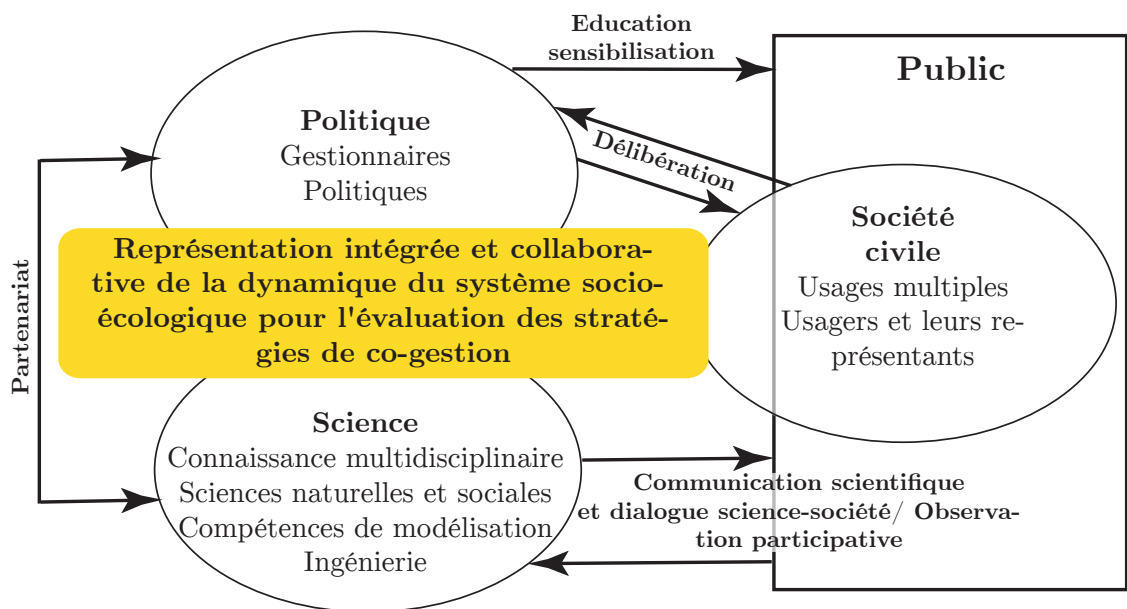 Education
sensibilisation
Public
Politique
Gestionnaires
Politiques
Délibération
Société
civile
Usages multiples
Usagers et leurs re-
présentants
Partenariat
Représentation intégrée et collabora-
tive de la dynamique du système socio-
écologique pour l'évaluation des straté-
gies de co-gestion
Science
Connaissance multidisciplinaire
Sciences naturelles et sociales
Compétences de modélisation
Ingénierie
Communication scientifique
et dialogue science-société/ Observa-
tion participative